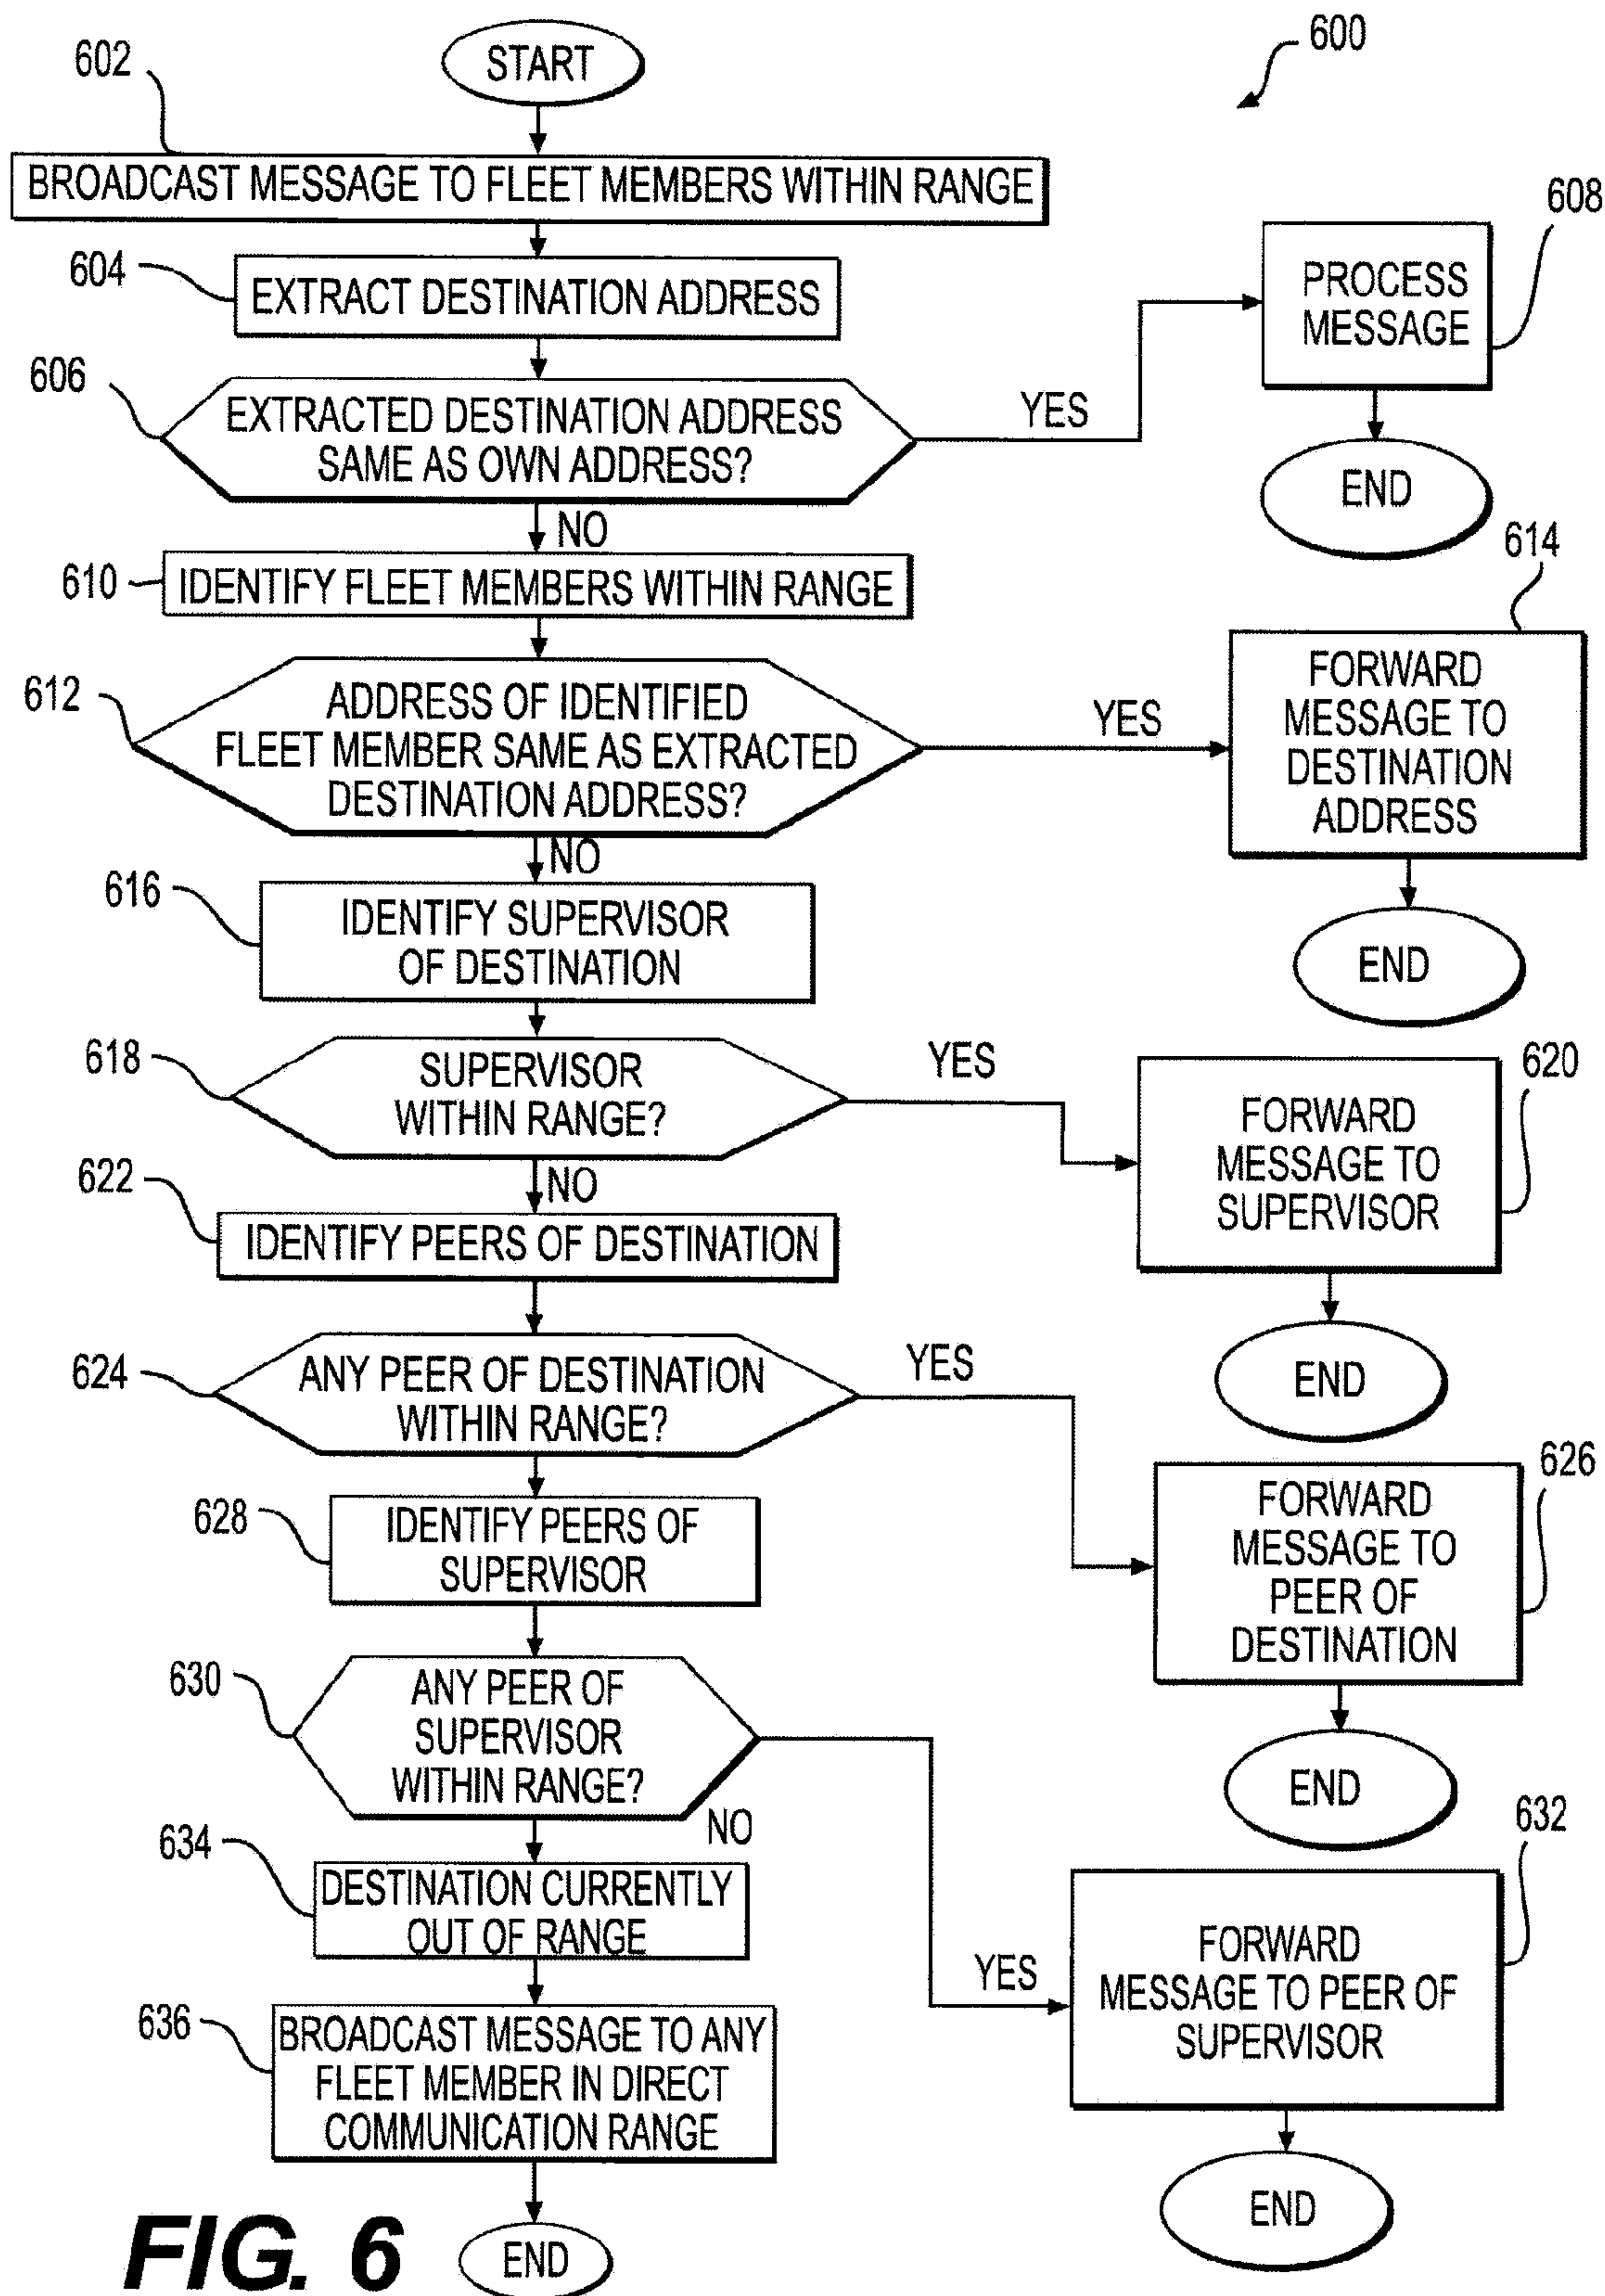 600
START
602
BROADCAST MESSAGE TO FLEET MEMBERS WITHIN RANGE
604
EXTRACT DESTINATION ADDRESS
606
EXTRACTED DESTINATION ADDRESS
SAME AS OWN ADDRESS?
YES
608
PROCESS
MESSAGE
END
NO
610
IDENTIFY FLEET MEMBERS WITHIN RANGE
612
ADDRESS OF IDENTIFIED
FLEET MEMBER SAME AS EXTRACTED
DESTINATION ADDRESS?
YES
614
FORWARD
MESSAGE TO
DESTINATION
ADDRESS
END
NO
616
IDENTIFY SUPERVISOR
OF DESTINATION
618
SUPERVISOR
WITHIN RANGE?
YES
620
FORWARD
MESSAGE TO
SUPERVISOR
END
NO
622
IDENTIFY PEERS OF DESTINATION
624
ANY PEER OF DESTINATION
WITHIN RANGE?
YES
626
FORWARD
MESSAGE TO
PEER OF
DESTINATION
END
628
IDENTIFY PEERS OF
SUPERVISOR
630
ANY PEER OF
SUPERVISOR
WITHIN RANGE?
YES
632
FORWARD
MESSAGE TO PEER OF
SUPERVISOR
END
NO
634
DESTINATION CURRENTLY
OUT OF RANGE
636
BROADCAST MESSAGE TO ANY
FLEET MEMBER IN DIRECT
COMMUNICATION RANGE
END
FIG. 6